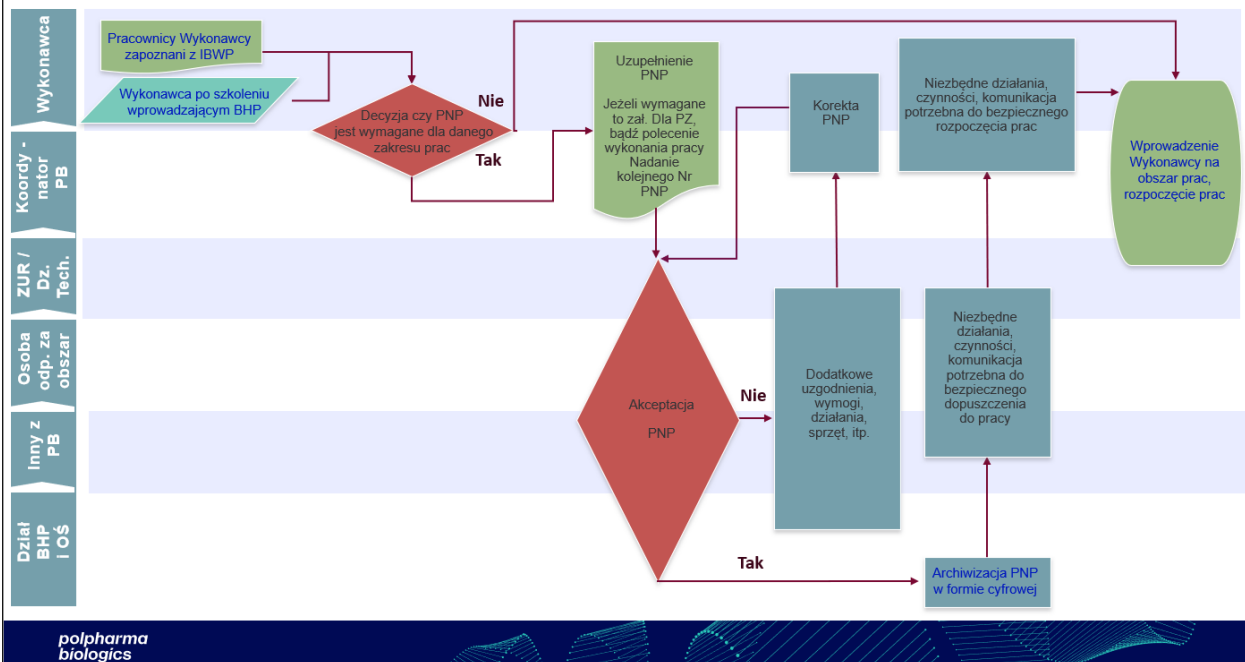 Wykonawca
Koordy -
nator
PB
ZUR /
Dz.
Tech.
Osoba
odp. za
obszar
Inny z
PB
Dział
BHP
i OŚ
Pracownicy Wykonawcy
zapoznani z IBWP
Wykonawca po szkoleniu
wprowadzającym BHP
Decyzja czy PNP
jest wymagane dla danego
zakresu prac
Nie
Tak
Uzupełnienie
PNP
Jeżeli wymagane
to zał. Dla PZ,
bądź polecenie
wykonania pracy
Nadanie
kolejnego Nr
PNP
Korekta
PNP
Niezbędne działania,
czynności, komunikacja
potrzebna do bezpiecznego
rozpoczęcia prac
Wprowadzenie
Wykonawcy na
obszar prac,
rozpoczęcie prac
Akceptacja
PNP
Nie
Tak
Dodatkowe
uzgodnienia,
wymogi,
działania,
sprzęt, itp.
Niezbędne
działania,
czynności,
komunikacja
potrzebna do
bezpiecznego
dopuszczenia
do pracy
Archiwizacja PNP
w formie cyfrowej
polpharma
biologics